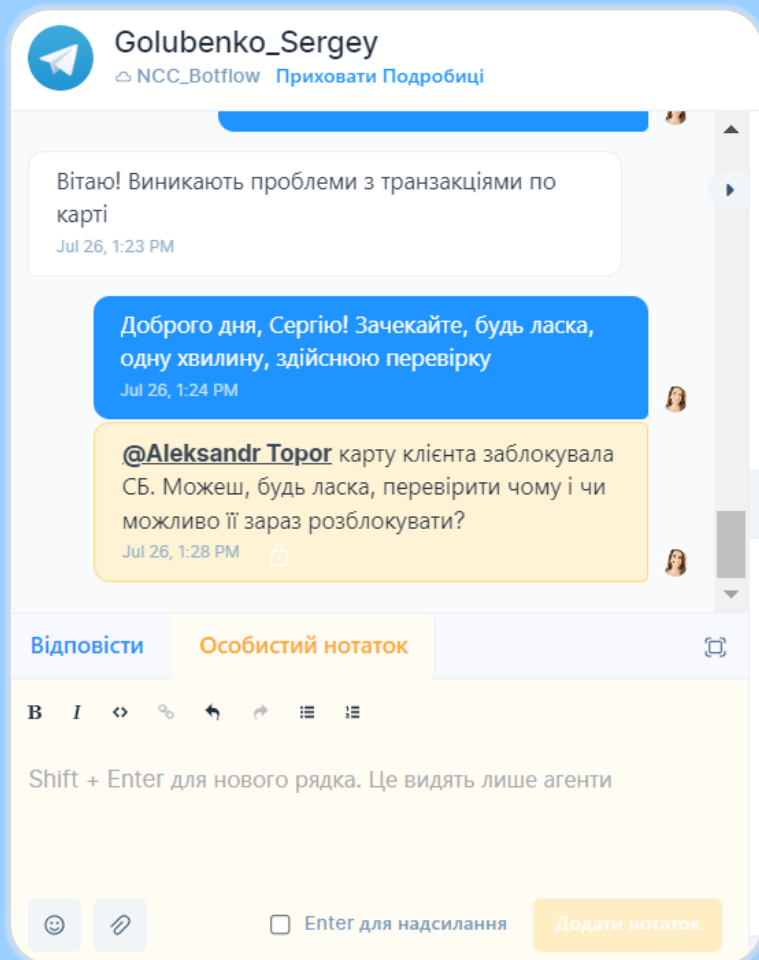 Golubenko_Sergey
NCC_Botflow Приховати Подробиці
Вітаю! Виникають проблеми з транзакціями по
карті
Jul 26, 1:23 PM
Доброго дня, Сергію! Зачекайте, будь ласка,
одну хвилину, здійснюю перевірку
Jul 26, 1:24 PM
@Aleksandr Topor карту клієнта заблокувала
СБ. Можеш, будь ласка, перевірити чому і чи
можливо її зараз розблокувати?
Jul 26, 1:28 PM
Відповісти Особистий нотаток
B I
Shift + Enter для нового рядка. Це видять лише агенти
Enter для надсилання Додати нотаток